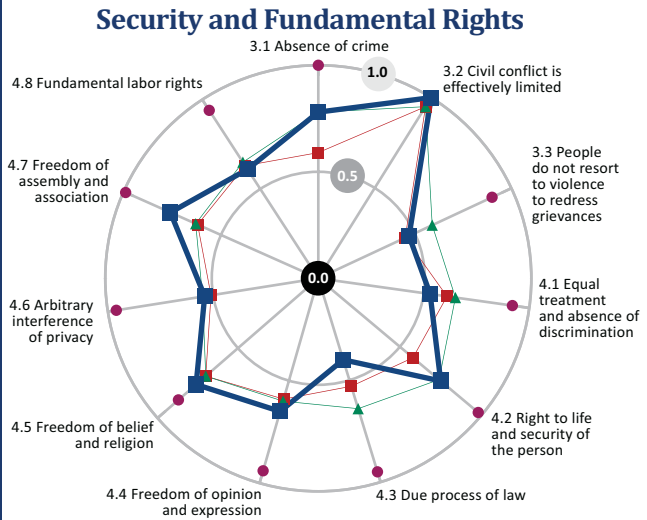 Security and Fundamental Rights
3.1 Absence of crime
1.0
3.2 Civil conflict is
effectively limited
4.8 Fundamental labor rights
3.3 People
do not resort
to violence
to redress
grievances
4.7 Freedom of
assembly and
association
0.5
0.0
4.1 Equal
treatment
and absence of
discrimination
4.6 Arbitrary
interference
of privacy
4.2 Right to life
and security of
the person
4.5 Freedom of belief
and religion
4.3 Due process of law
4.4 Freedom of opinion
and expression